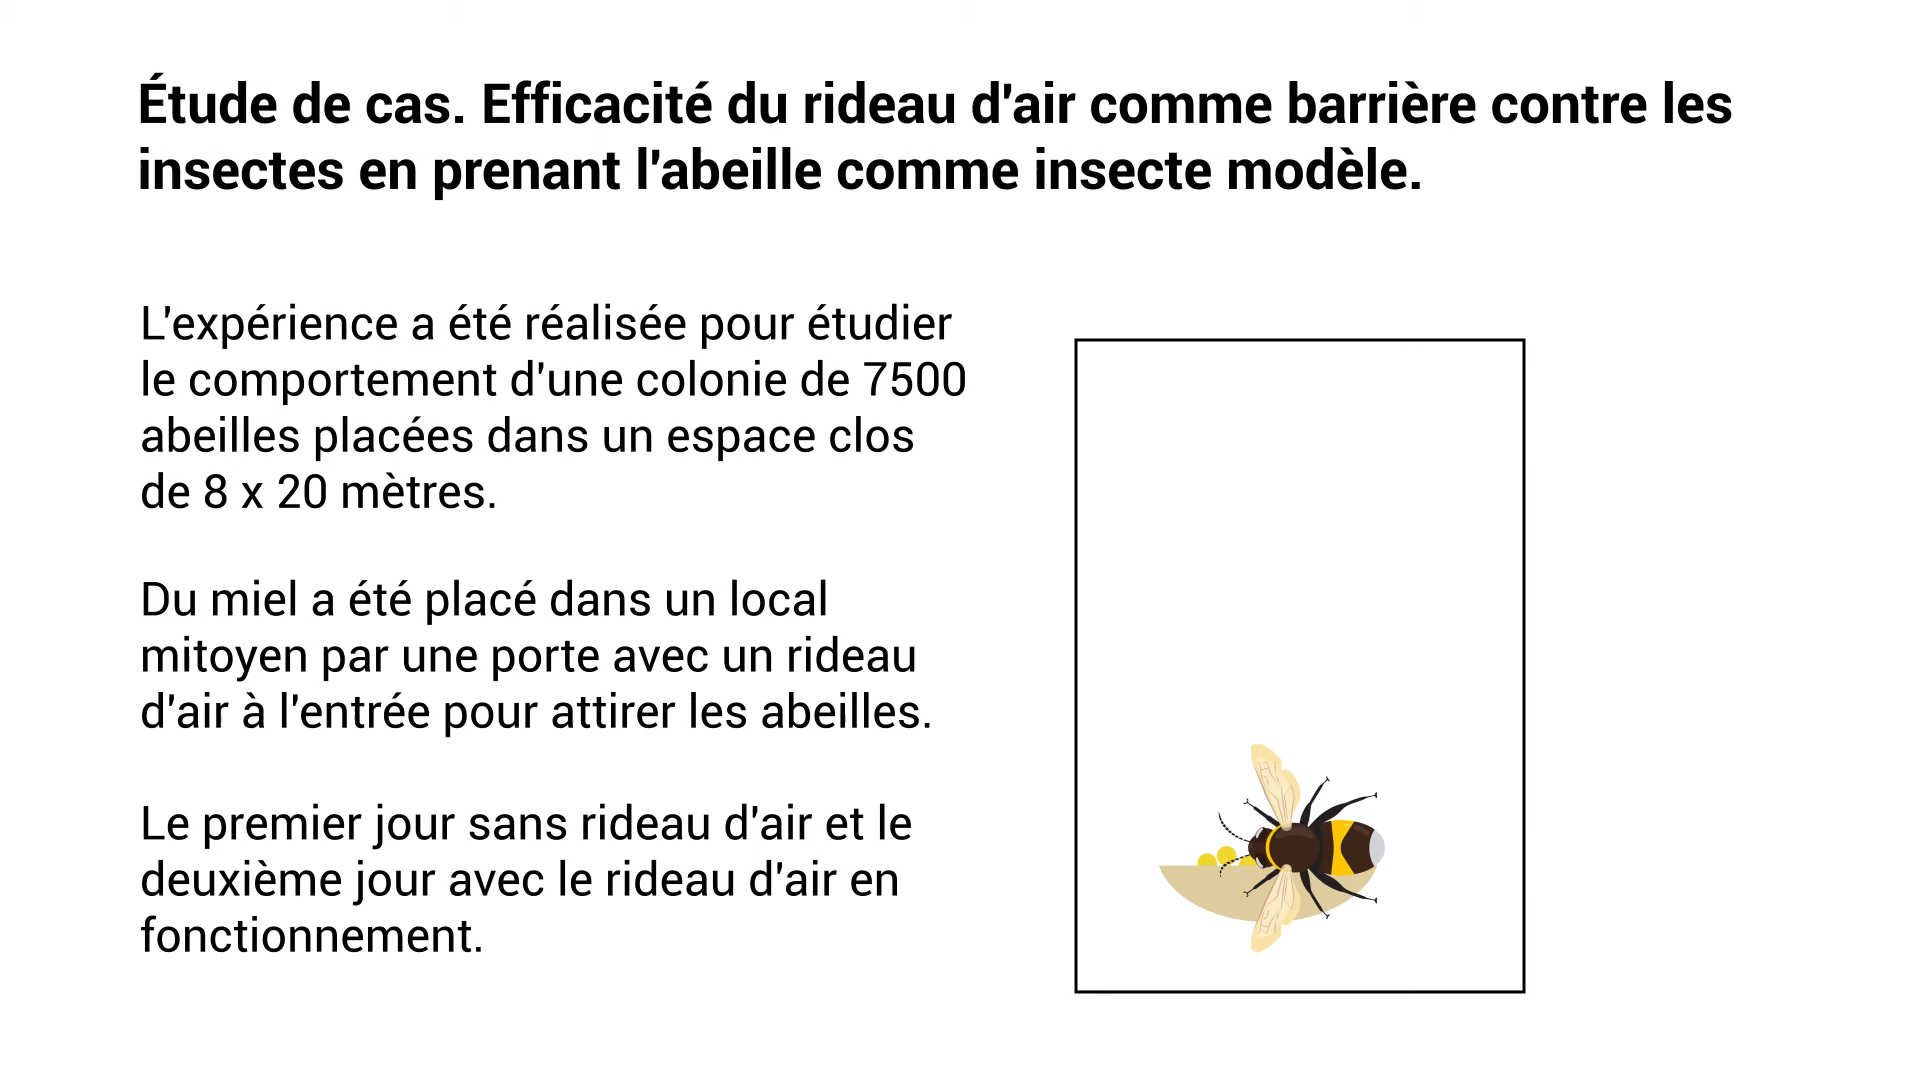 Étude de cas. Efficacité du rideau d'air comme barrière contre les
insectes en prenant l'abeille comme insecte modèle.
L'expérience a été réalisée pour étudier
le comportement d'une colonie de 7500
abeilles placées dans un espace clos
de 8 x 20 mètres.
Du miel a été placé dans un local
mitoyen par une porte avec un rideau
d'air à l'entrée pour attirer les abeilles.
Le premier jour sans rideau d'air et le
deuxième jour avec le rideau d'air en
fonctionnement.